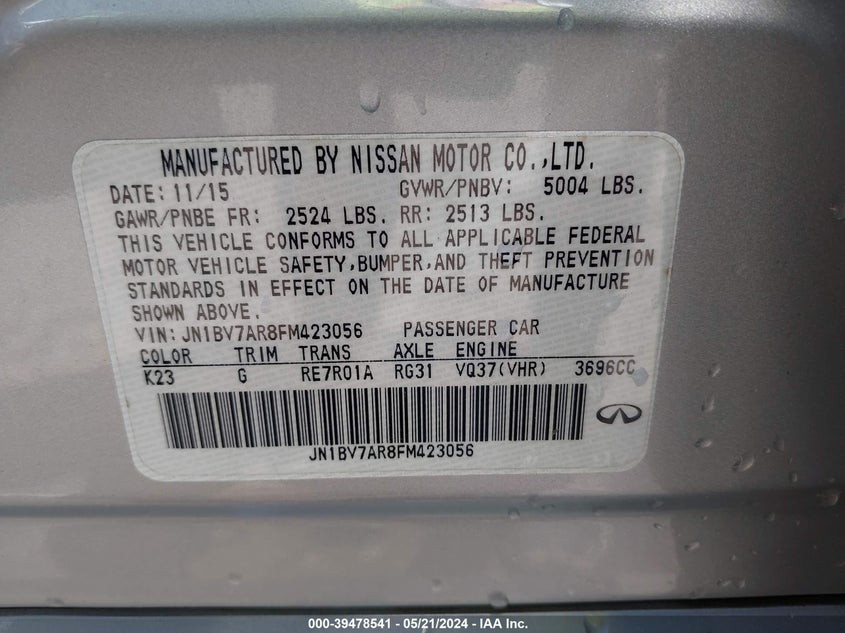 MANUFACTURED BY NISSAN MOTOR CO.,LTD.
DATE: 11/15 GVWR/PNBV: 5004 LBS.
GAWR/PNBE FR: 2524 LBS. RR: 2513 LBS.
THIS VEHICLE CONFORMS TO ALL APPLICABLE FEDERAL
MOTOR VEHICLE SAFETY,BUMPER,AND THEFT PREVENTION
STANDARDS IN EFFECT ON THE DATE OF MANUFACTURE
SHOWN ABOVE.
VIN:JN1BV7AR8FM423056 PASSENGER CAR
COLOR TRIM TRANS AXLE ENGINE
K23 G RE7R01A RG31 VQ37(VHR) 3696CC
JN1BV7AR8FM423056
000-39478541 - 05/21/2024 - IAA Inc.